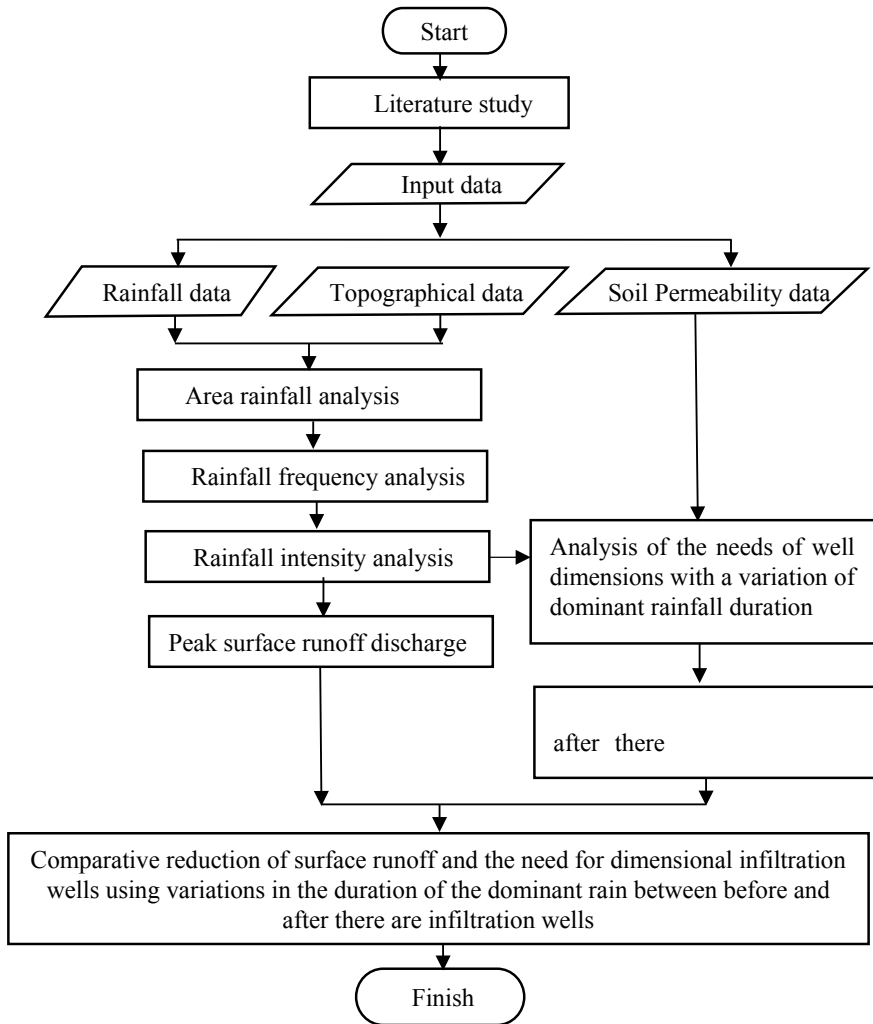 Start
Literature study
Input data
Rainfall data
Topographical data
Soil Permeability data
Area rainfall analysis
Rainfall frequency analysis
Rainfall intensity analysis
Analysis of the needs of well
dimensions with a variation of
dominant rainfall duration
Peak surface runoff discharge
after there
Comparative reduction of surface runoff and the need for dimensional infiltration
wells using variations in the duration of the dominant rain between before and
after there are infiltration wells
Finish